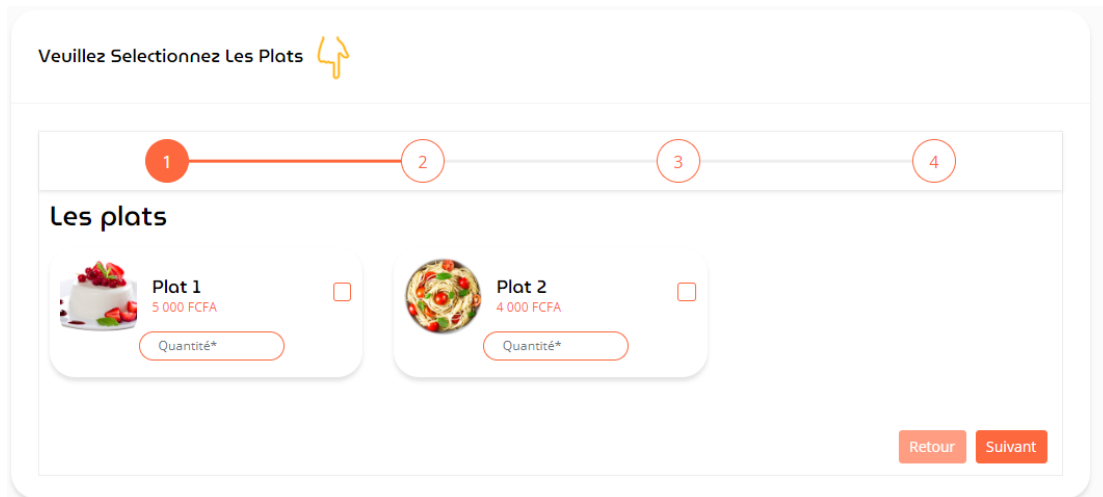 Veuillez Selectionnez Les Plats
1 2 3 4
Les plats
Plat 1
5 000 FCFA
Quantité*
Plat 2
4 000 FCFA
Quantité*
Retour Suivant